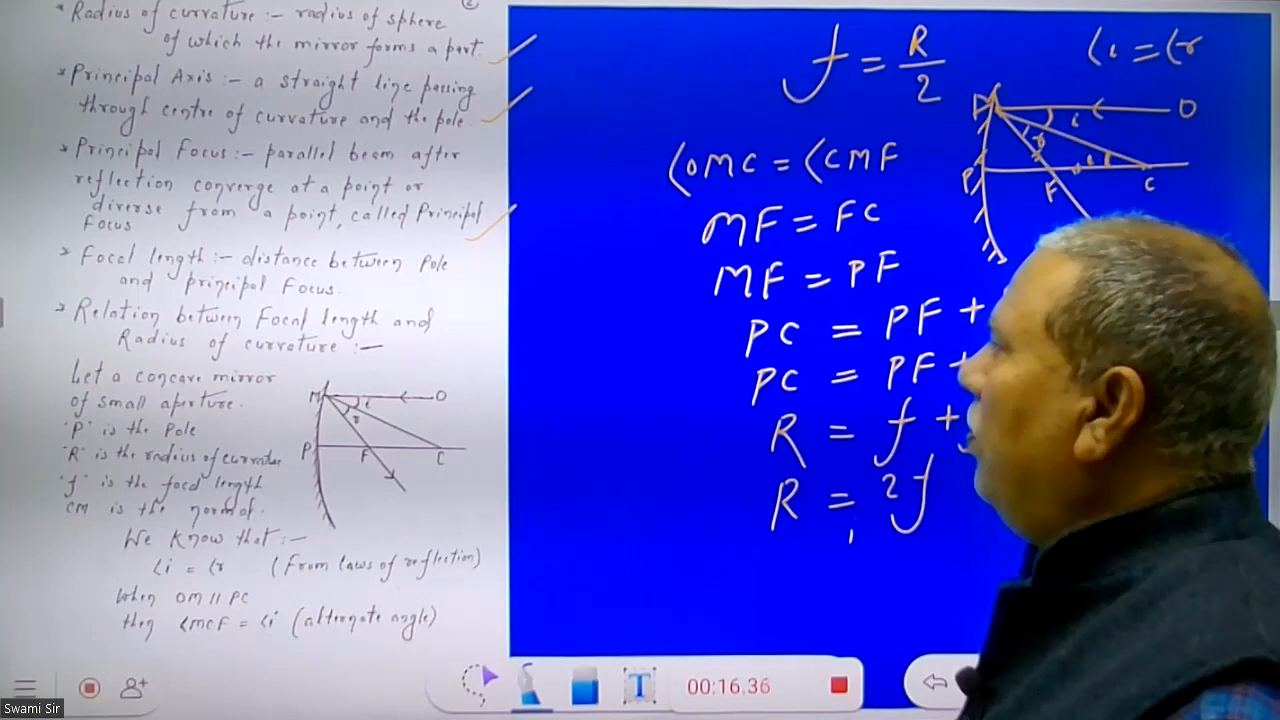 * Radius of curvature :- radius of sphere
of which the mirror forms a part
* Principal Axis :- a straight line passing
through centre of curvature and the pole.
* Principal Focus :- parallel beam after
reflection converge at a point or
diverse from a point, called Principal
Focus
* Focal length :- distance between Pole
and principal Focus.
* Relation between Focal length and
Radius of curvature :-
Let a concave mirror
of small aperture.
'P' is the Pole
'R' is the radius of curvature
'f' is the focal length
CM is the normal.
M i O
r
P F C
We know that :-
<i = <r (From laws of reflection)
when OM || PC
then <MCF = <i (alternate angle)
f = R/2
<i = <r
<OMC = <CMF
MF = FC
MF = PF
PC = PF +
PC = PF +
R = f +
R = 2f
M i O
r
P F C
00:16.36
Swami Sir
T